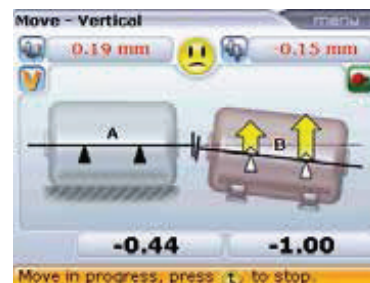 Move - Vertical menu
0.19 mm -0.15 mm
A B
-0.44 -1.00
Move in progress, press t, to stop.